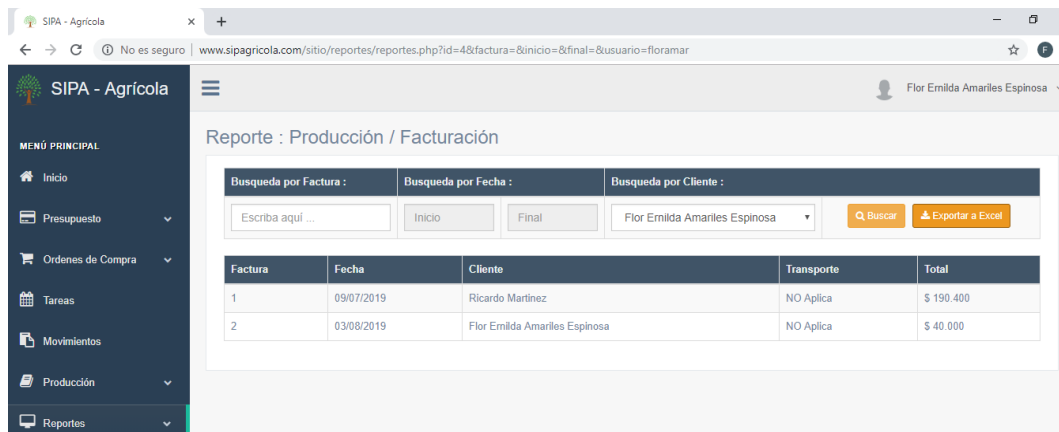 SIPA - Agrícola
No es seguro | www.sipagricola.com/sitio/reportes/reportes.php?id=4&factura=&inicio=&final=&usuario=floramar
F
SIPA - Agrícola
Flor Ernilda Amariles Espinosa
MENÚ PRINCIPAL
Inicio
Presupuesto
Ordenes de Compra
Tareas
Movimientos
Producción
Reportes
Reporte : Producción / Facturación
Busqueda por Factura : Busqueda por Fecha : Busqueda por Cliente :
Escriba aquí ... Inicio Final Flor Ernilda Amariles Espinosa Buscar Exportar a Excel
Factura Fecha Cliente Transporte Total
1 09/07/2019 Ricardo Martinez NO Aplica $ 190.400
2 03/08/2019 Flor Ernilda Amariles Espinosa NO Aplica $ 40.000